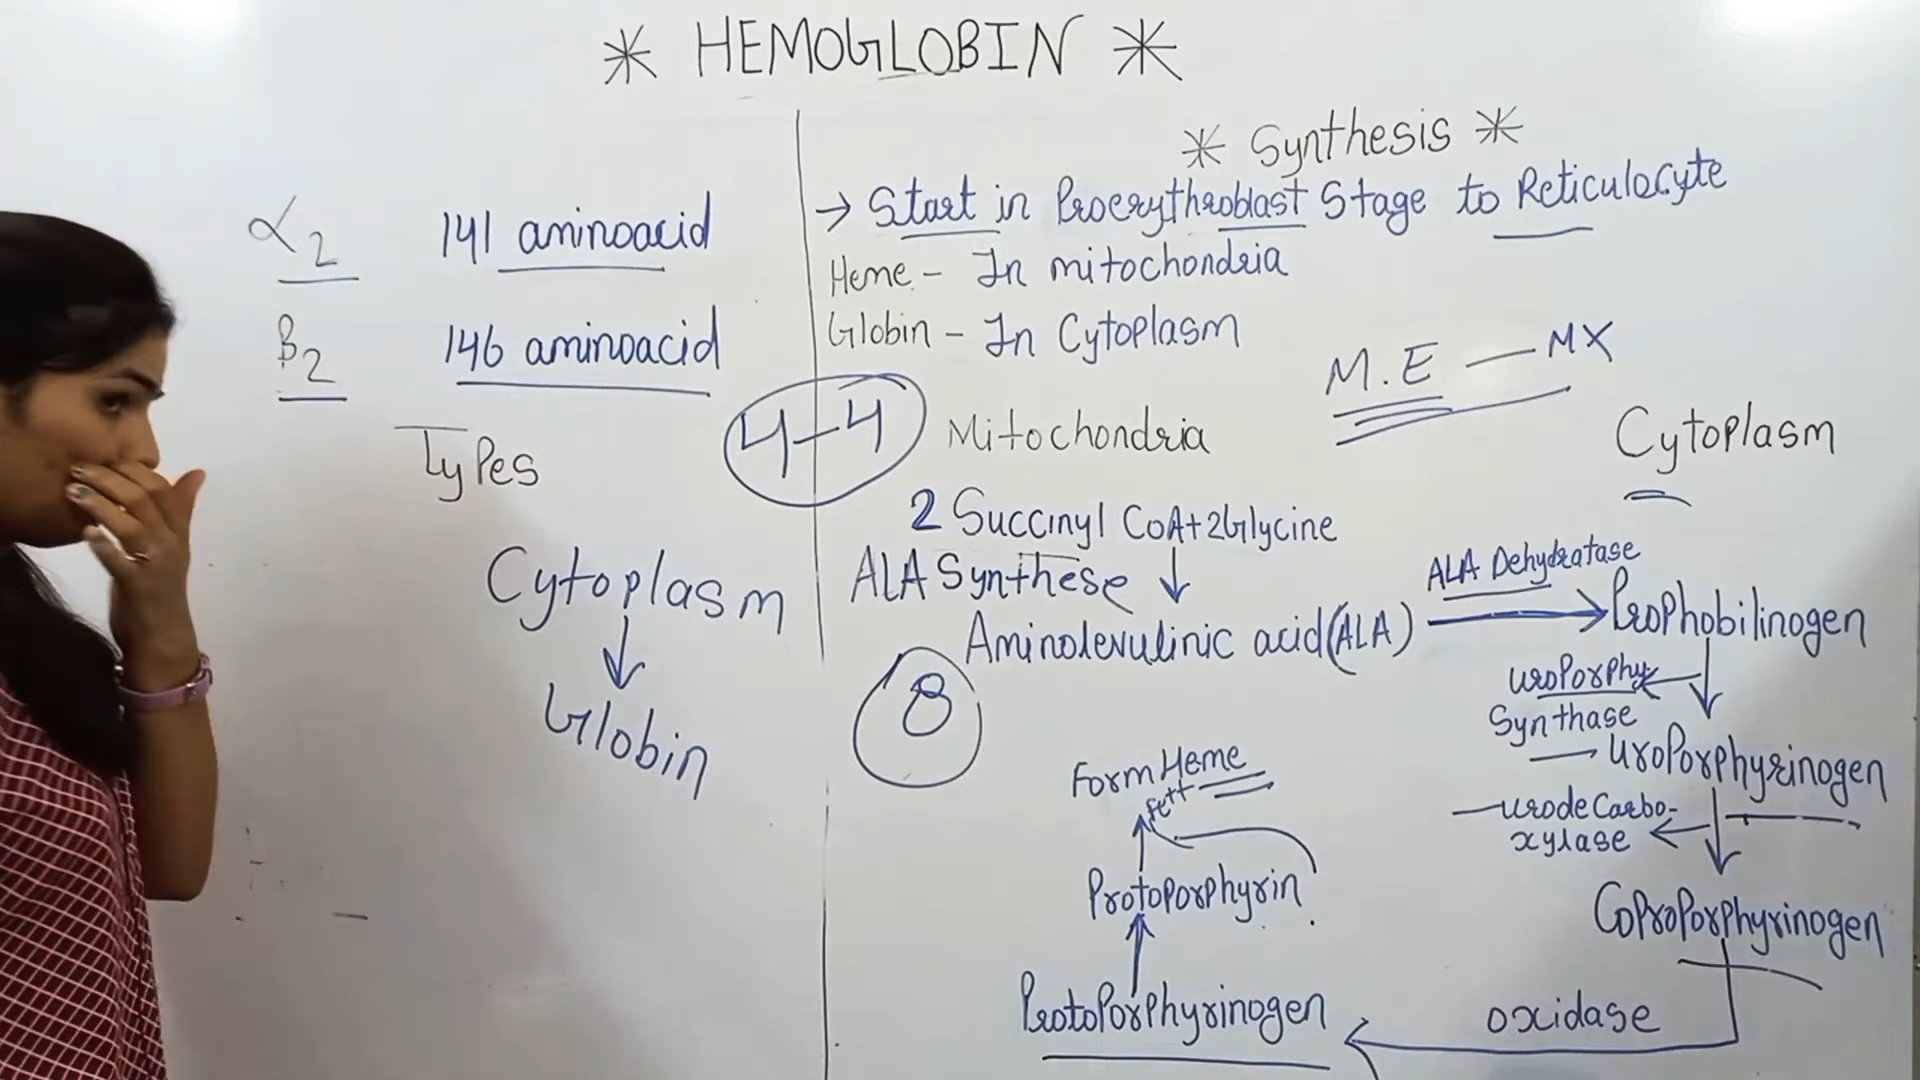 * HEMOGLOBIN *
α2 141 aminoacid
β2 146 aminoacid
Types
4-4
Cytoplasm
↓
Globin
* Synthesis *
→ Start in Proerythroblast Stage to Reticulocyte
Heme - In mitochondria
Globin - In Cytoplasm
M.E — MX
Mitochondria
Cytoplasm
2 Succinyl CoA + 2Glycine
ALA Synthese ↓
Aminolevulinic acid(ALA)
ALA Dehydratase
→ Prophobilinogen
8
UroPorphy
Synthase
UroPorphyrinogen
UrodeCarbo-
xylase
CoproPorphyrinogen
oxidase
ProtoPorphyrinogen
Protoporphyrin
Fe++
Form Heme